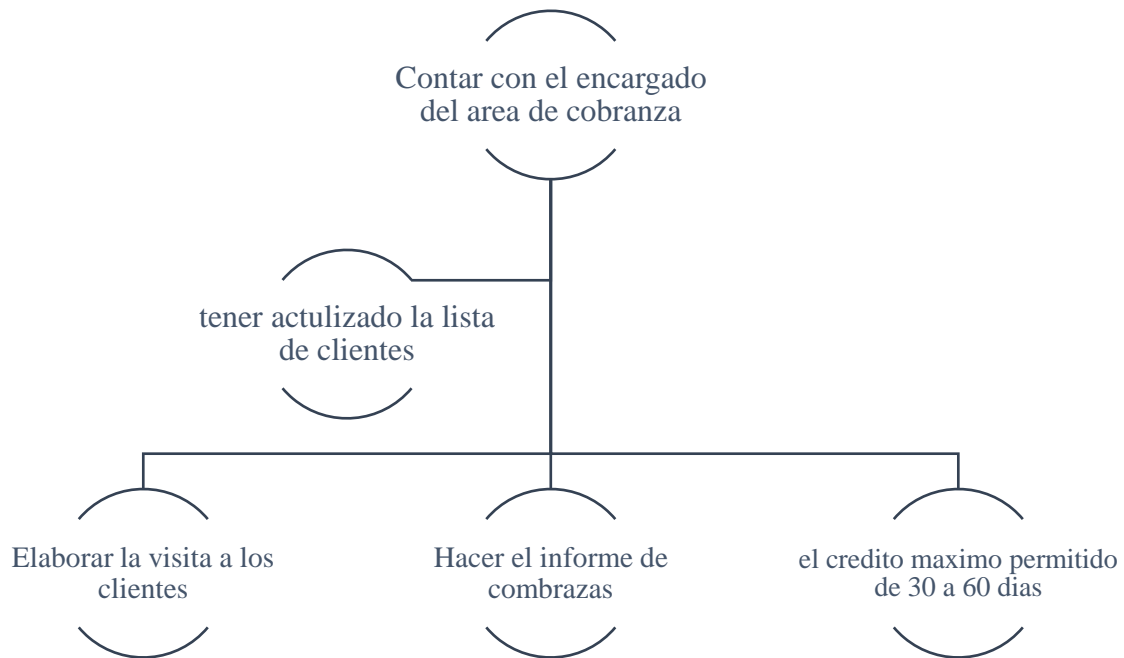 Contar con el encargado
del area de cobranza
tener actulizado la lista
de clientes
Elaborar la visita a los
clientes
Hacer el informe de
combrazas
el credito maximo permitido
de 30 a 60 dias